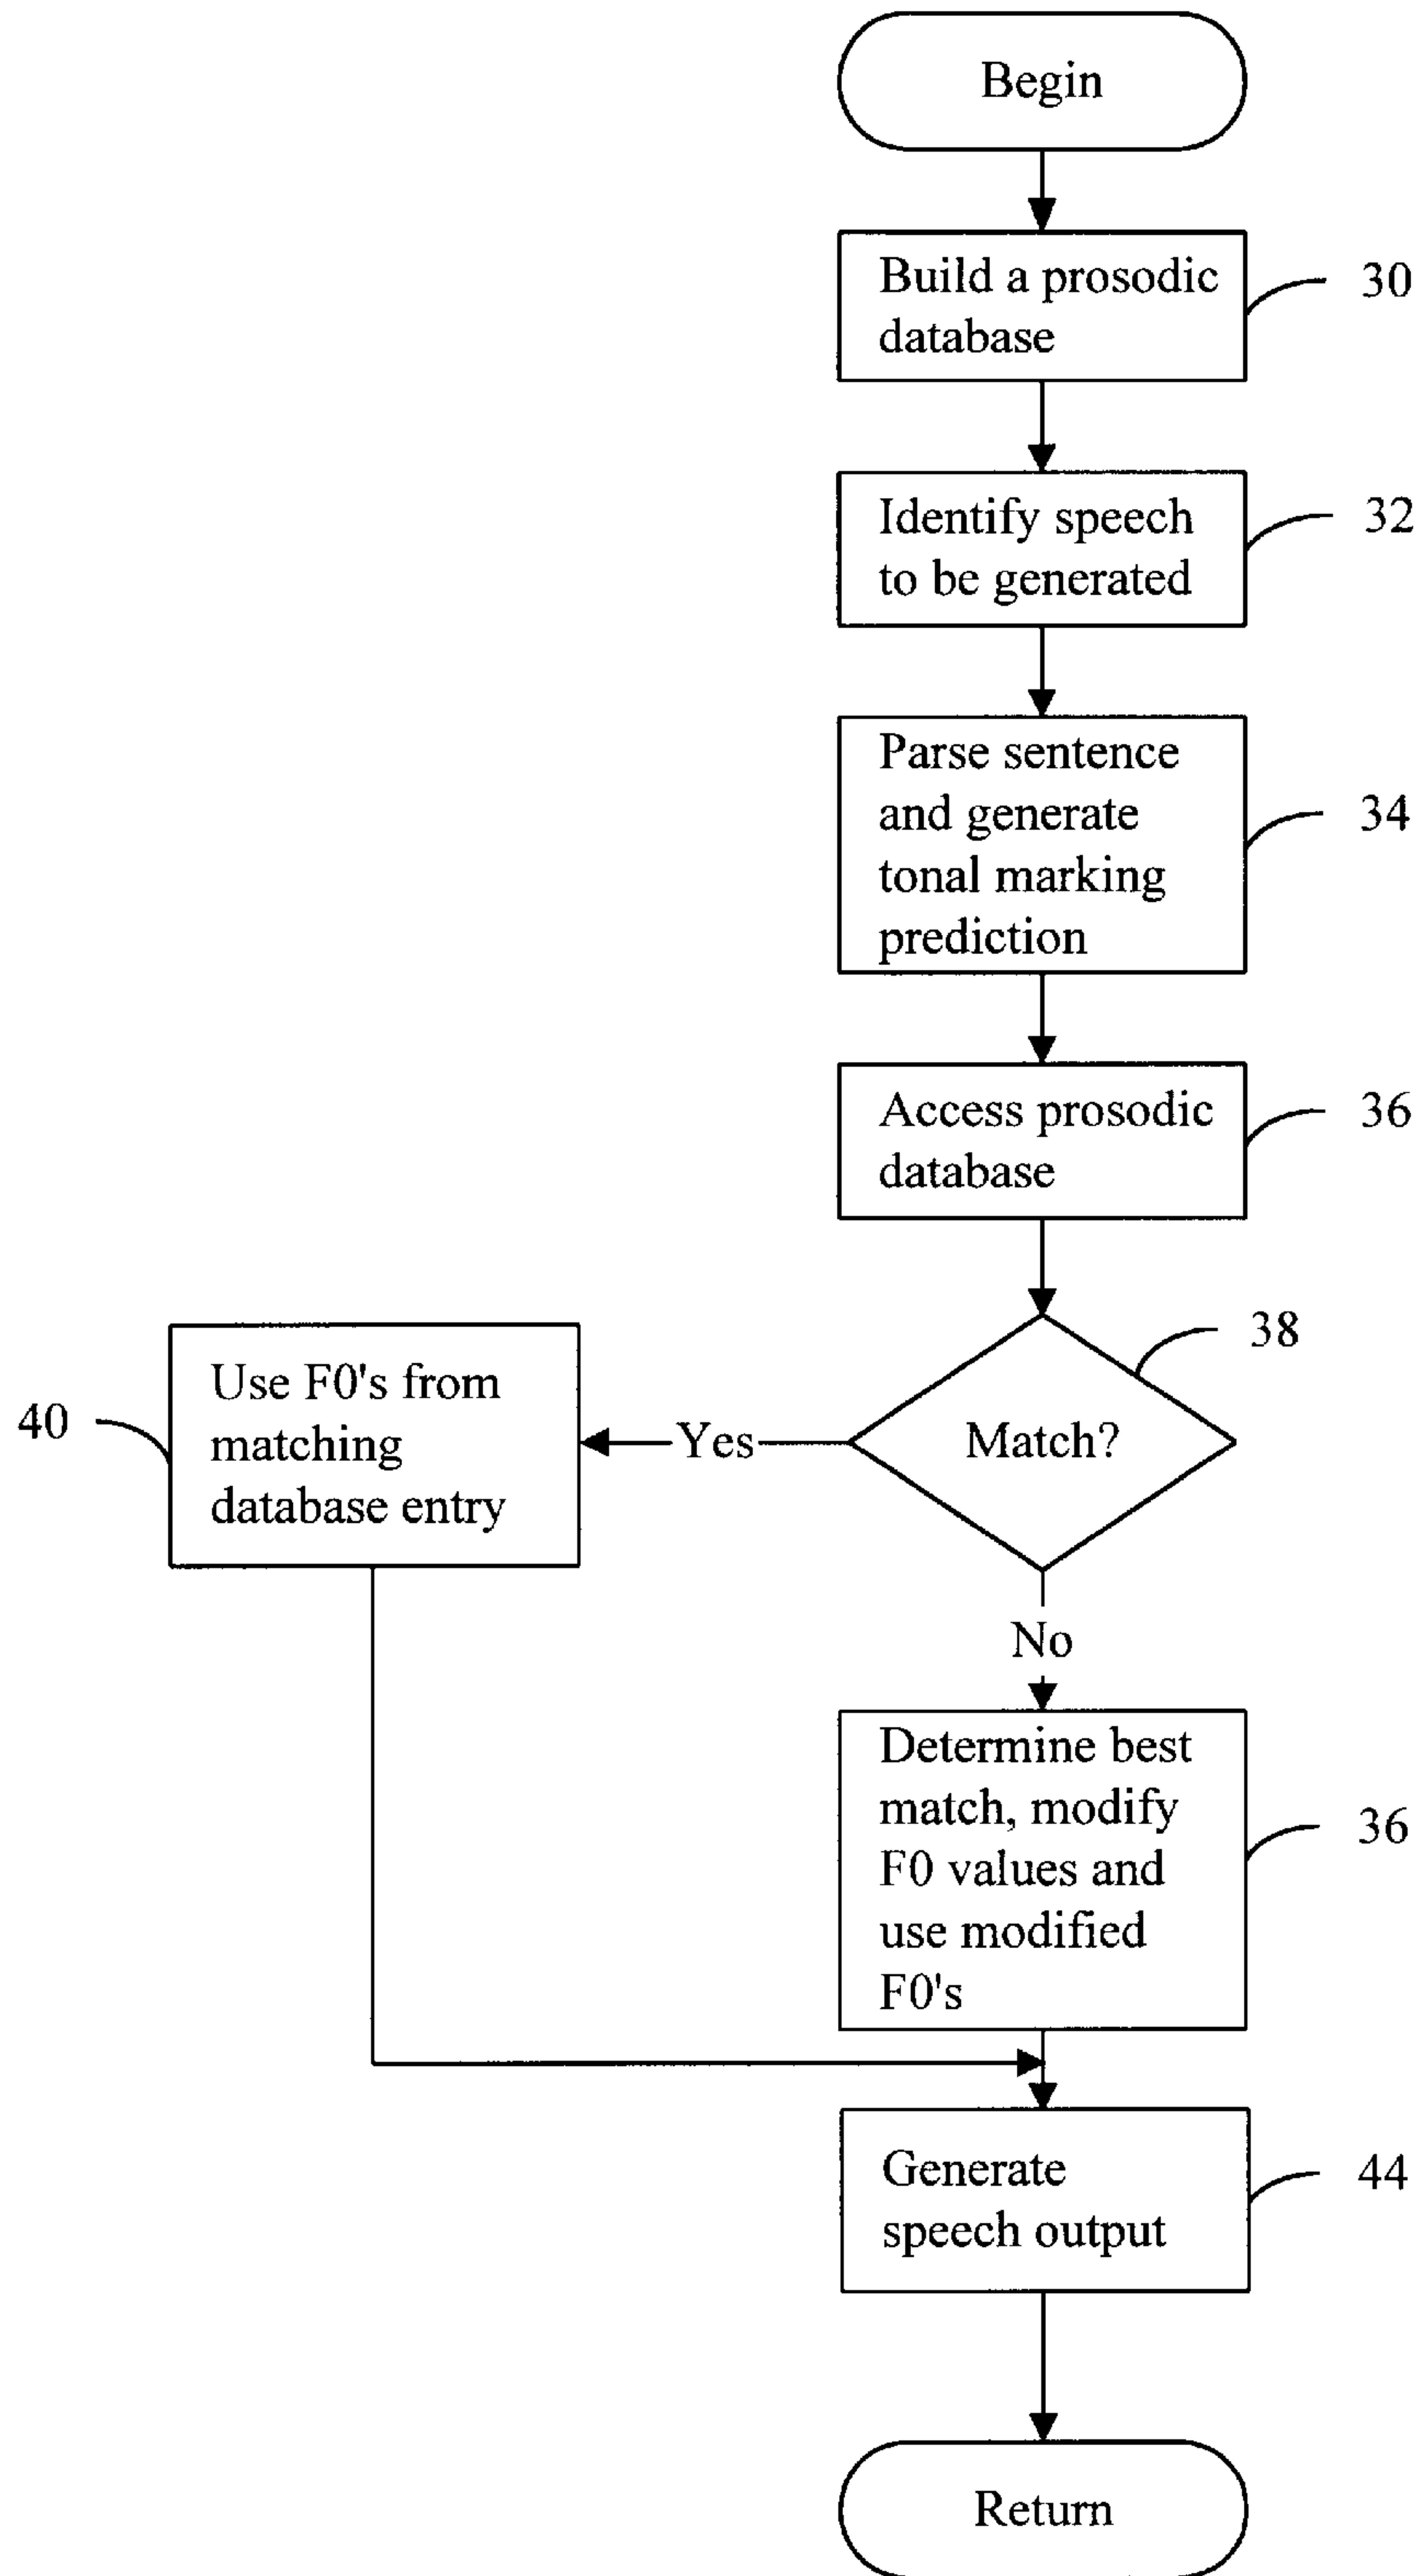 Begin
Build a prosodic
database
30
Identify speech
to be generated
32
Parse sentence
and generate
tonal marking
prediction
34
Access prosodic
database
36
38
Match?
Yes
Use F0's from
matching
database entry
40
No
Determine best
match, modify
F0 values and
use modified
F0's
36
Generate
speech output
44
Return